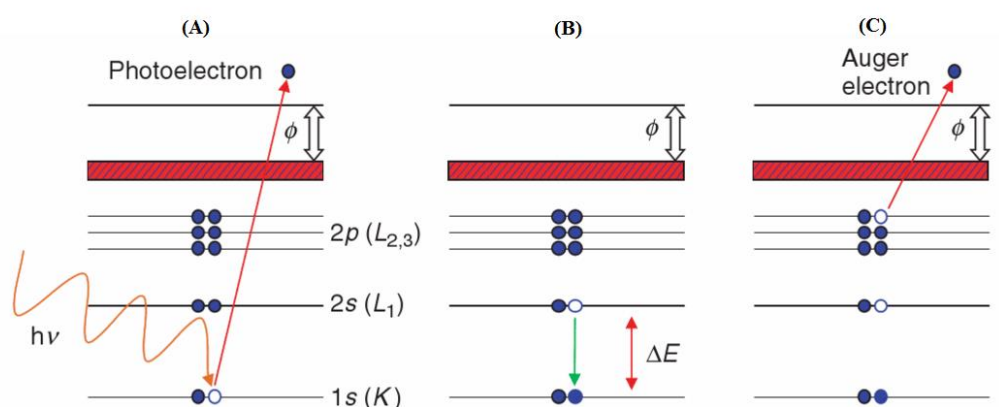 (A) (B) (C)
Photoelectron
Auger
electron
ϕ ϕ ϕ
2p (L2,3)
2s (L1)
hν
ΔE
1s (K)